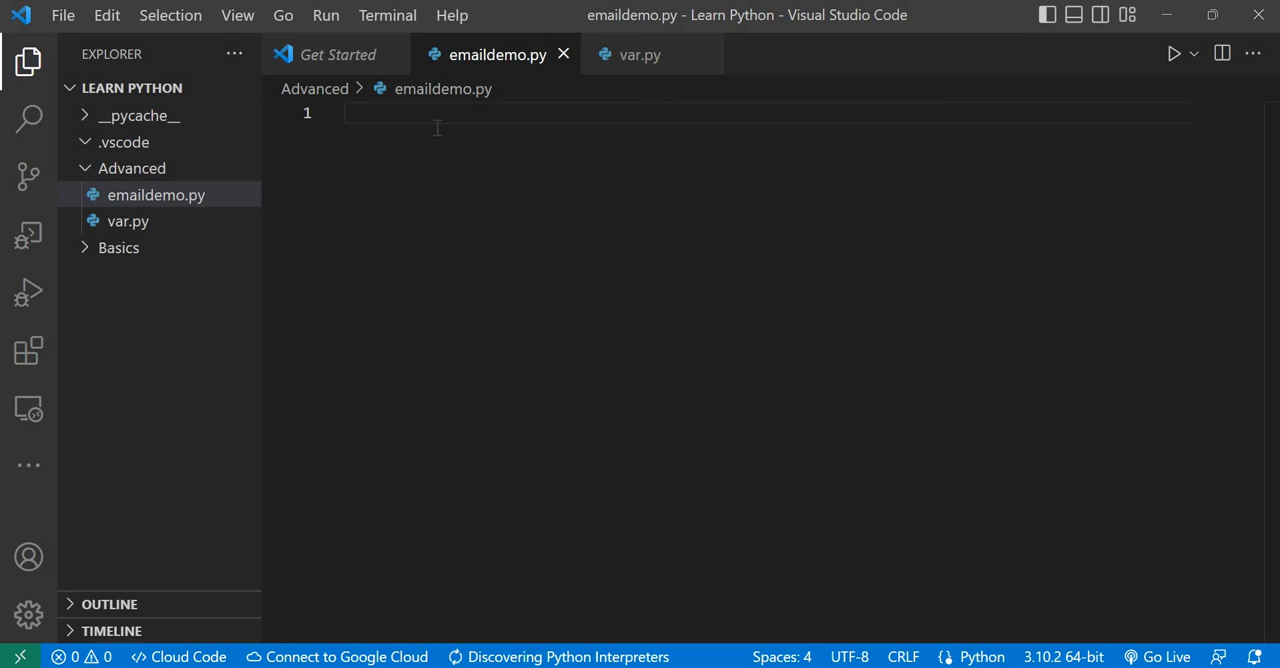 File Edit Selection View Go Run Terminal Help
emaildemo.py - Learn Python - Visual Studio Code
EXPLORER
LEARN PYTHON
__pycache__
.vscode
Advanced
emaildemo.py
var.py
Basics
OUTLINE
TIMELINE
Get Started
emaildemo.py
var.py
Advanced > emaildemo.py
1
0 0 Cloud Code Connect to Google Cloud Discovering Python Interpreters Spaces: 4 UTF-8 CRLF Python 3.10.2 64-bit Go Live